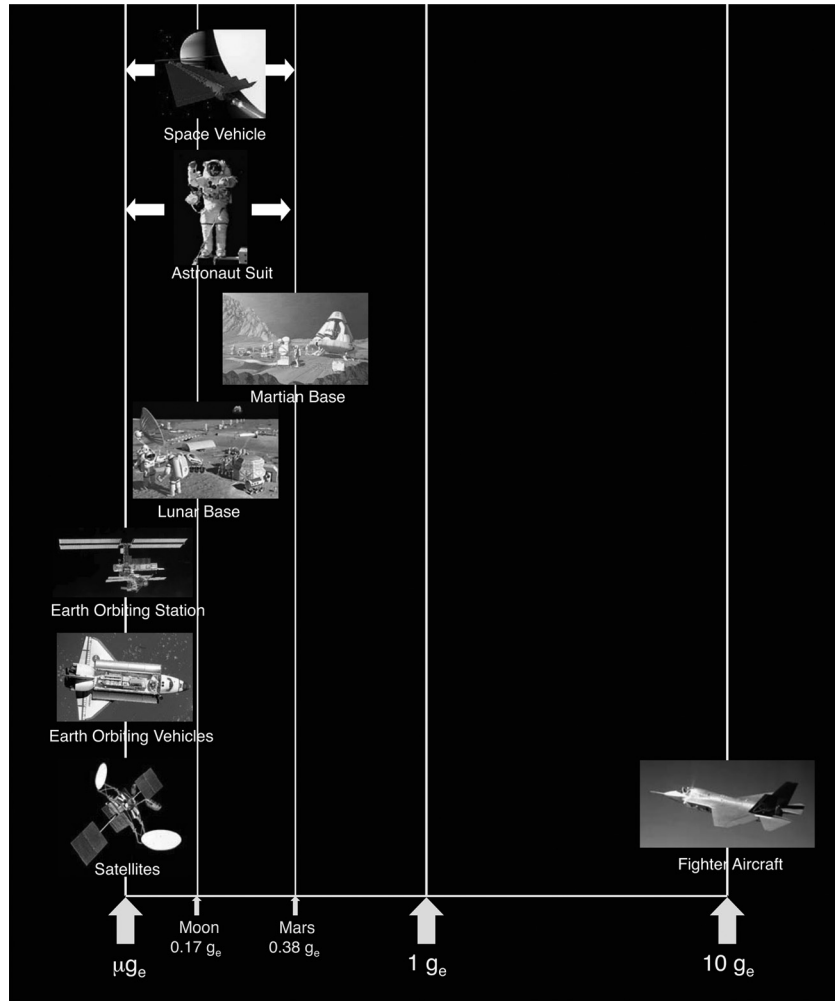 Space Vehicle
Astronaut Suit
Martian Base
Lunar Base
Earth Orbiting Station
Earth Orbiting Vehicles
Satellites
Fighter Aircraft
Moon
0.17 gₑ
Mars
0.38 gₑ
μgₑ
1 gₑ
10 gₑ